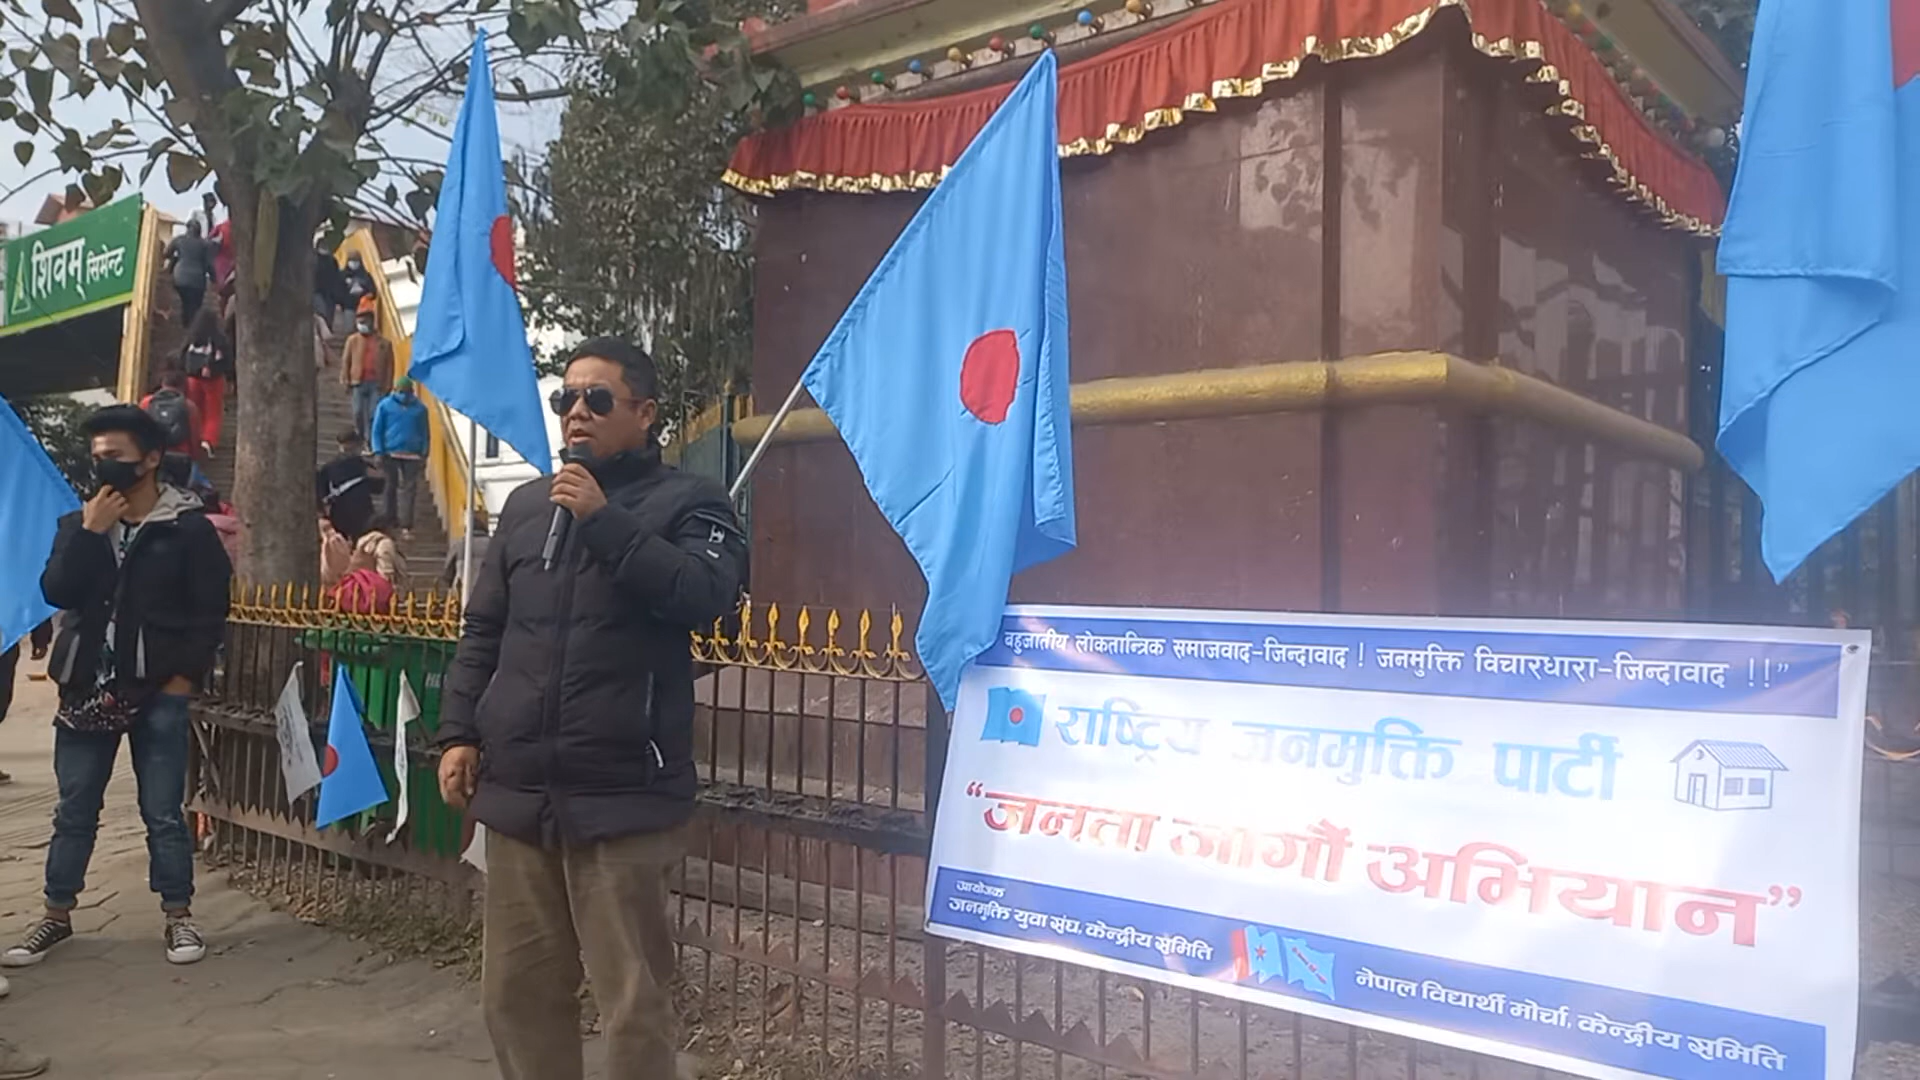 शिवम् सिमेन्ट
बहुजातीय लोकतान्त्रिक समाजवाद-जिन्दावाद ! जनमुक्ति विचारधारा-जिन्दावाद !!”
राष्ट्रिय जनमुक्ति पार्टी
“जनता जागौं अभियान”
आयोजक
जनमुक्ति युवा संघ, केन्द्रीय समिति
नेपाल विद्यार्थी मोर्चा, केन्द्रीय समिति